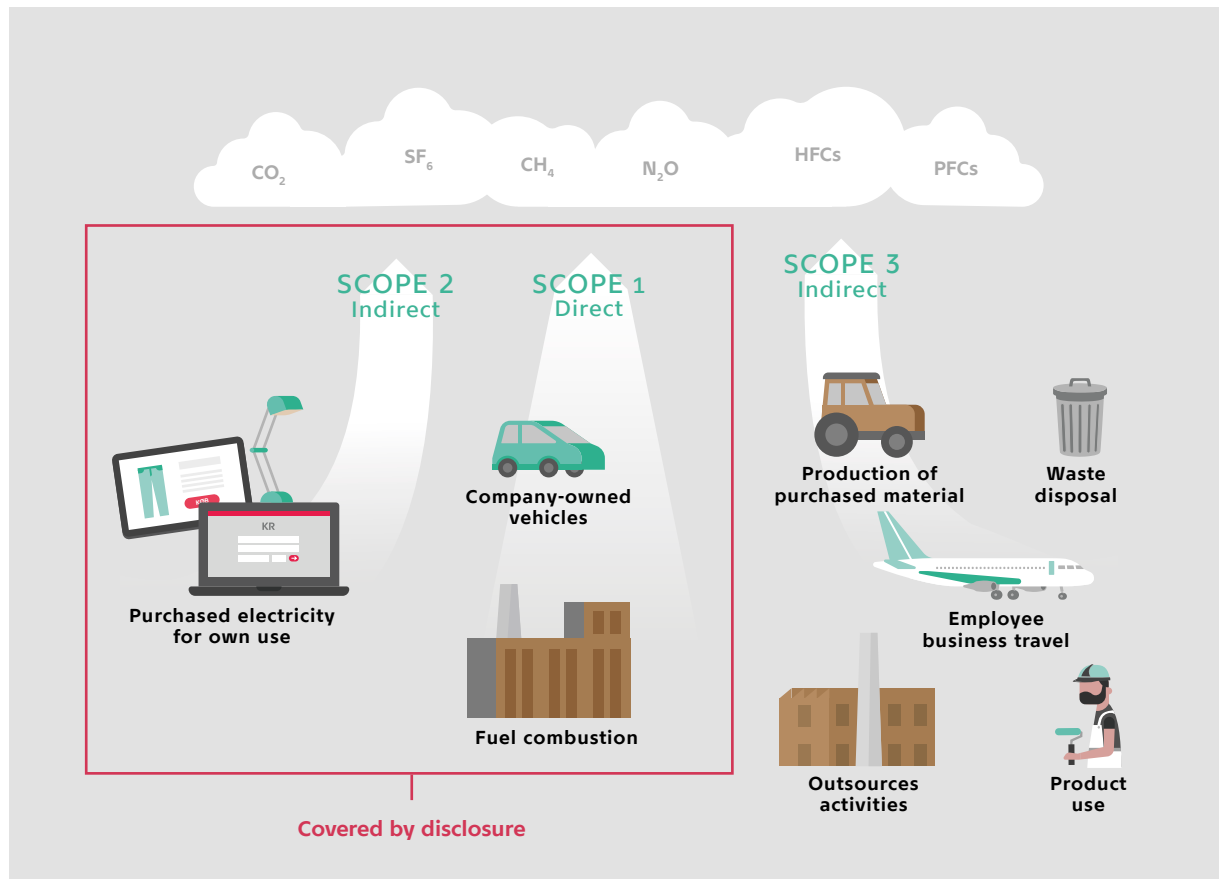 CO2
SF6
CH4
N2O
HFCs
PFCs
SCOPE 2
Indirect
SCOPE 1
Direct
SCOPE 3
Indirect
KR
Purchased electricity
for own use
Company-owned
vehicles
Fuel combustion
Production of
purchased material
Waste
disposal
Employee
business travel
Outsources
activities
Product
use
Covered by disclosure